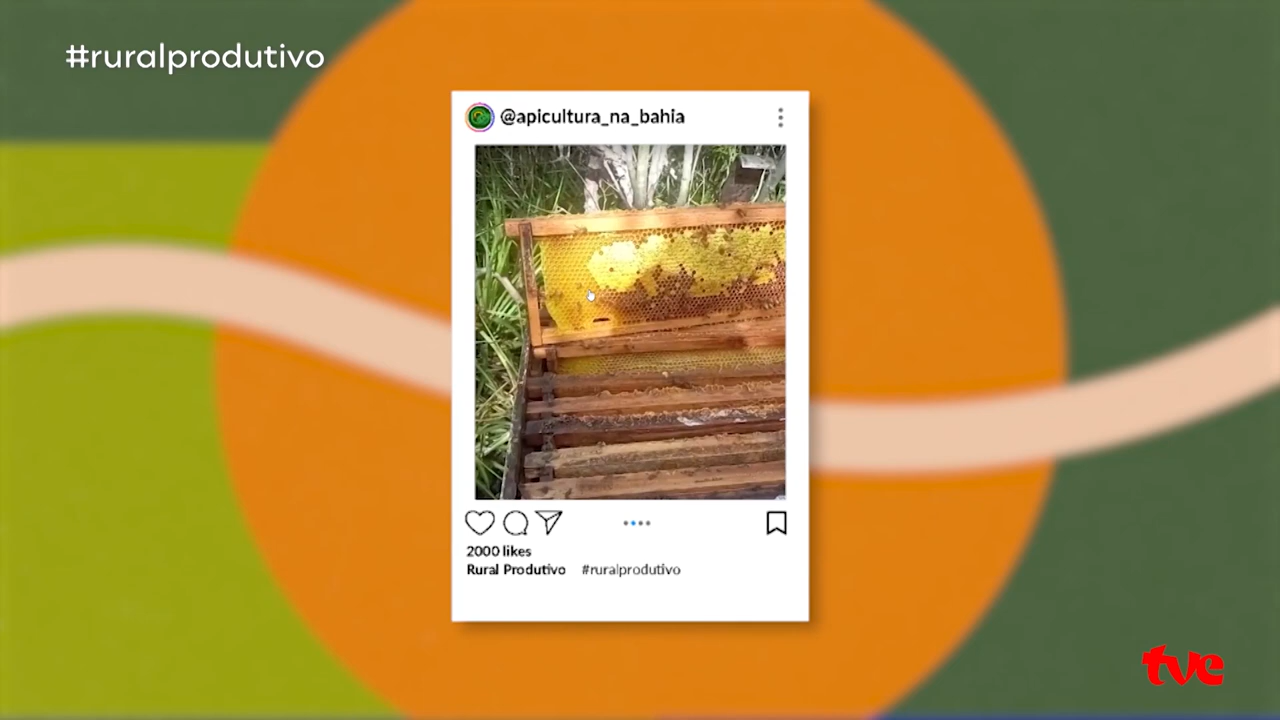 #ruralprodutivo
@apicultura_na_bahia
2000 likes
Rural Produtivo #ruralprodutivo
tve